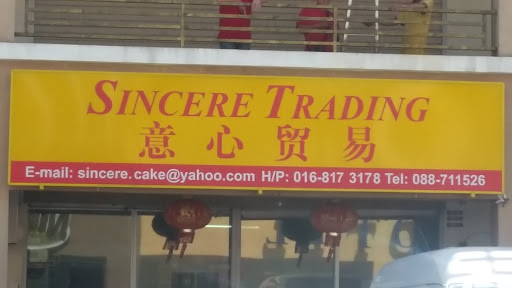 SINCERE TRADING
意心贸易
E-mail: sincere.cake@yahoo.com H/P: 016-817 3178 Tel: 088-711526